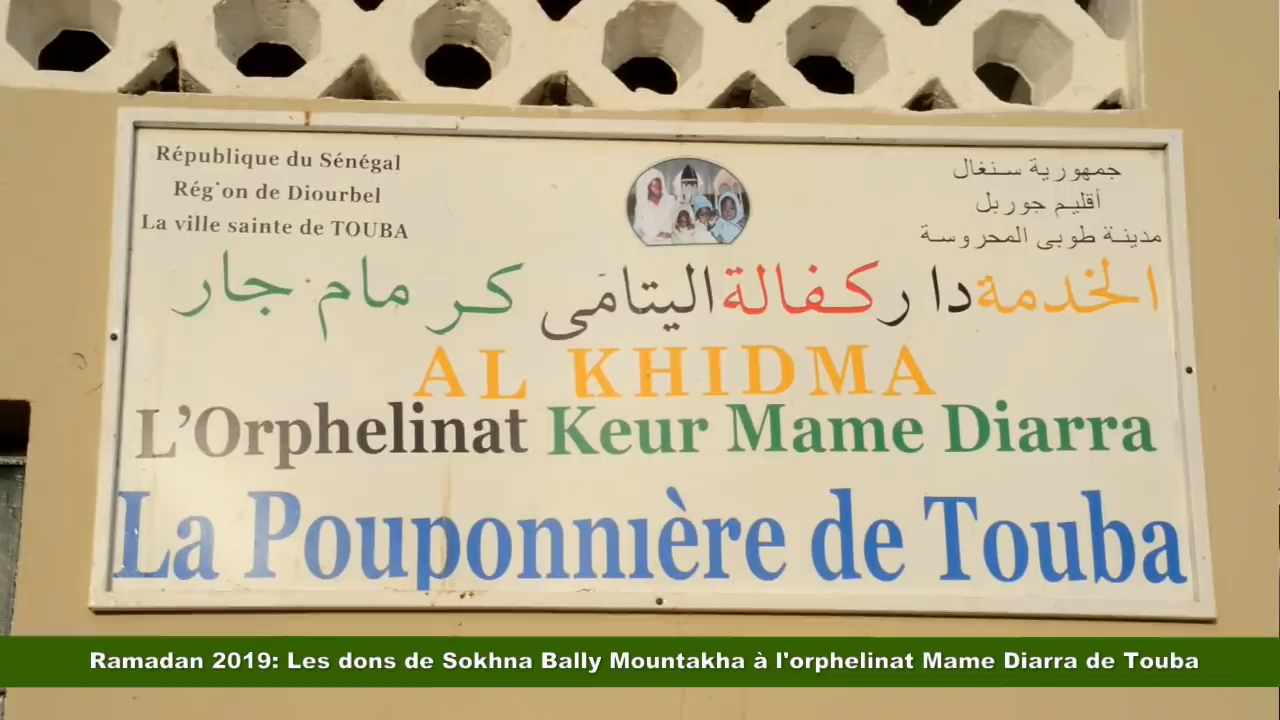 République du Sénégal
Rég'on de Diourbel
La ville sainte de TOUBA
جمهورية سنغال
أقليم جوربل
مدينة طوبى المحروسة
الخدمة دار كفالة اليتامى كر مام جار
AL KHIDMA
L'Orphelinat Keur Mame Diarra
La Pouponnière de Touba
Ramadan 2019: Les dons de Sokhna Bally Mountakha à l'orphelinat Mame Diarra de Touba